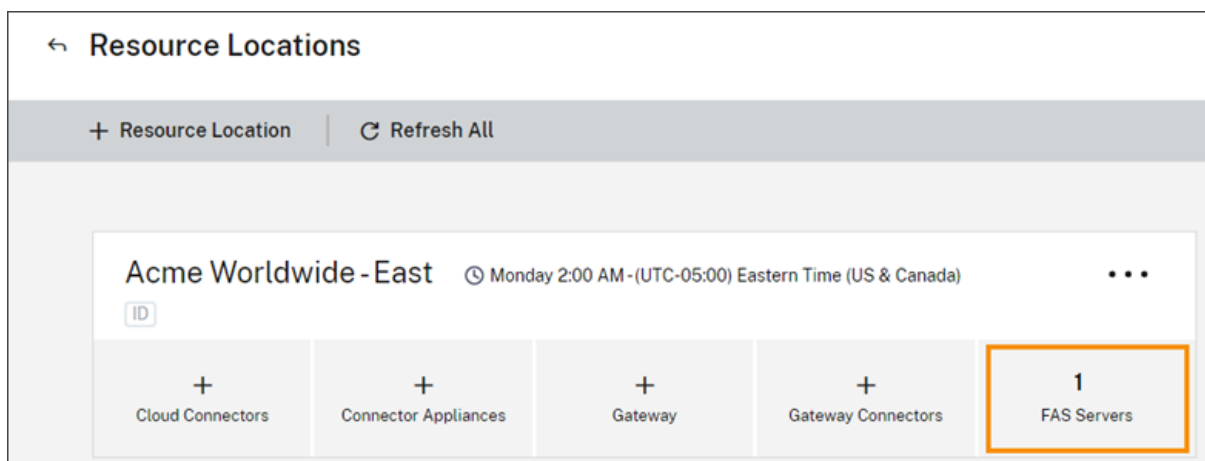 Resource Locations
+ Resource Location Refresh All
Acme Worldwide - East Monday 2:00 AM - (UTC-05:00) Eastern Time (US & Canada) •••
ID
+ + + + 1
Cloud Connectors Connector Appliances Gateway Gateway Connectors FAS Servers